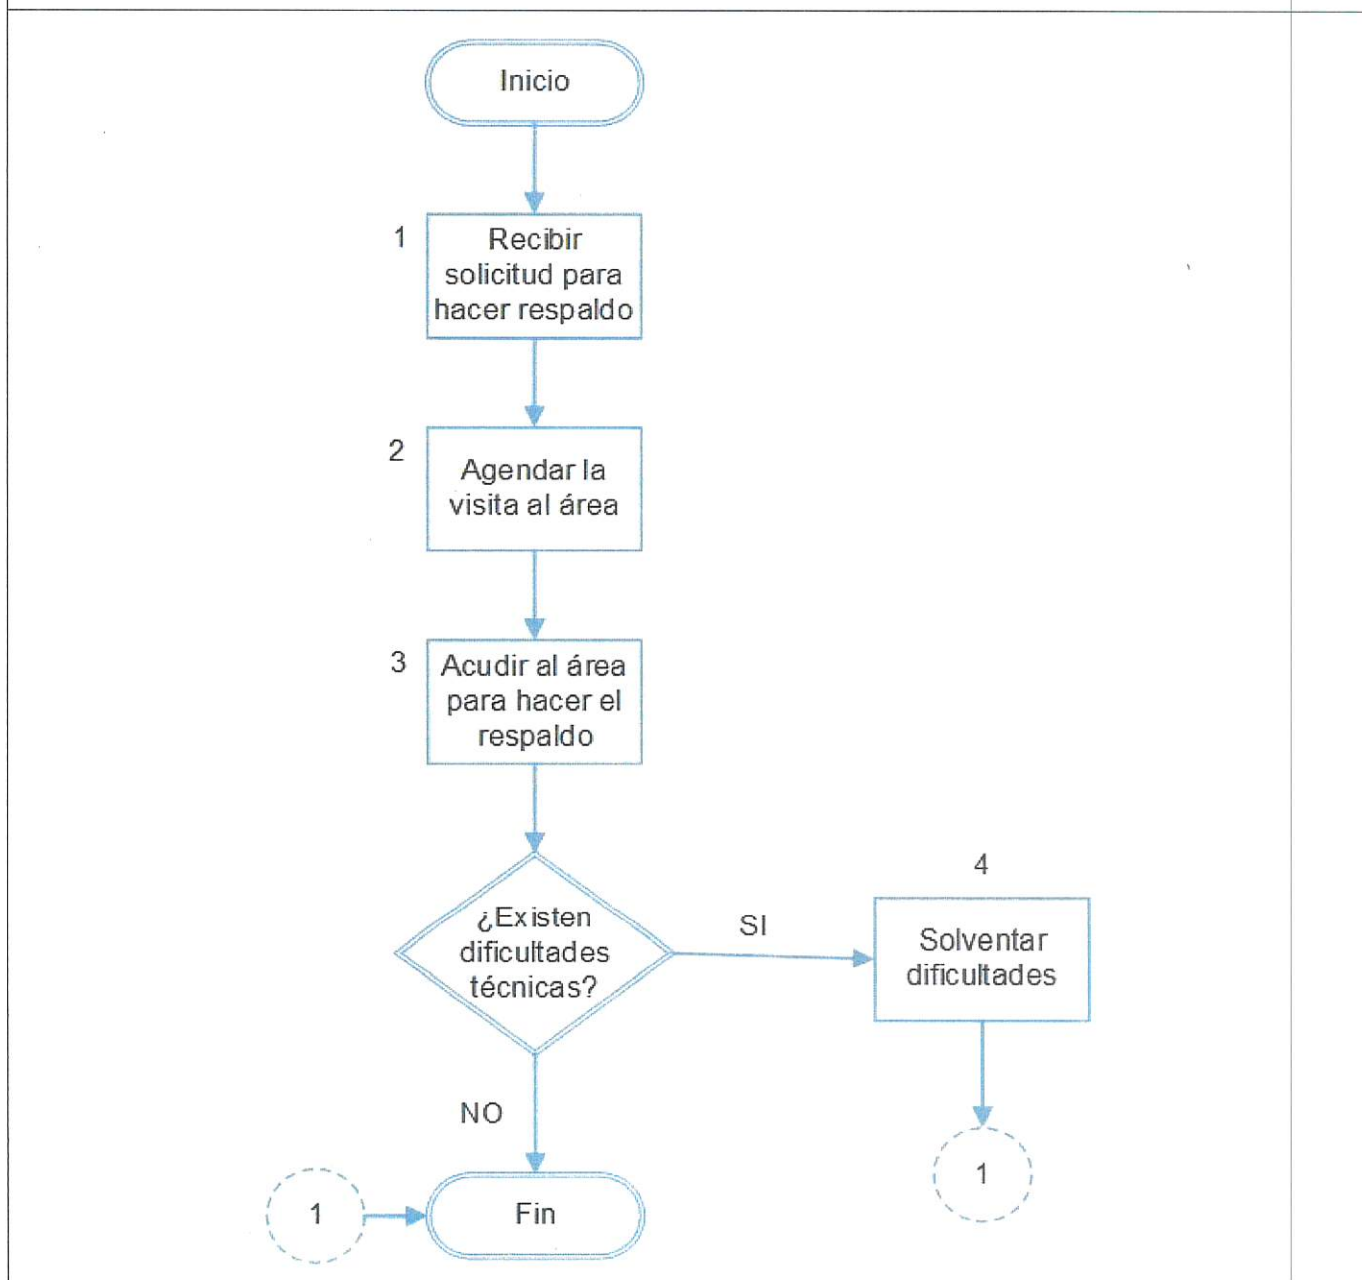 Inicio
1
Recibir
solicitud para
hacer respaldo
2
Agendar la
visita al área
3
Acudir al área
para hacer el
respaldo
¿Existen
dificultades
técnicas?
SI
4
Solventar
dificultades
1
NO
1
Fin